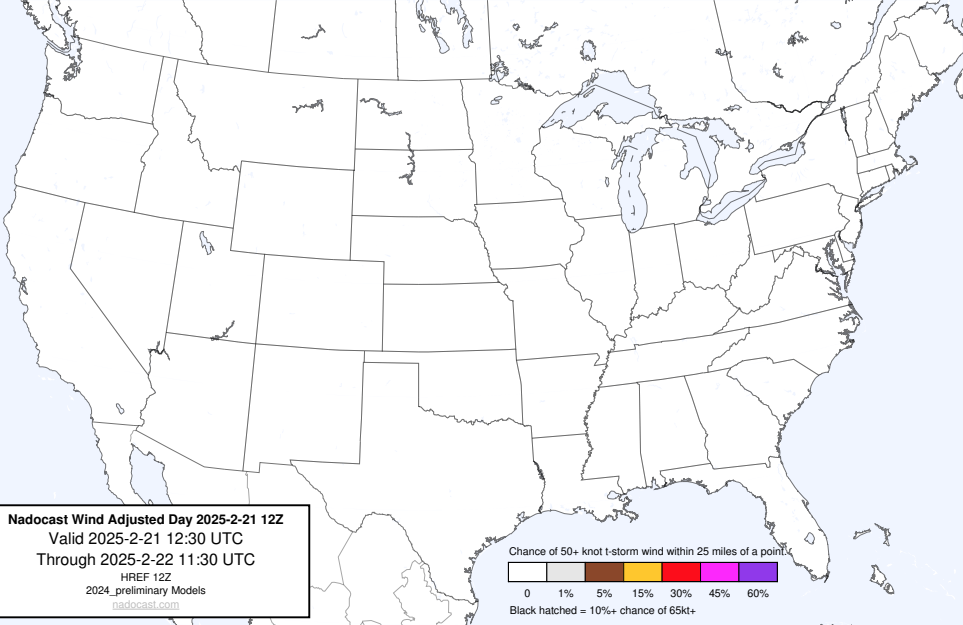 Nadocast Wind Adjusted Day 2025-2-21 12Z
Valid 2025-2-21 12:30 UTC
Through 2025-2-22 11:30 UTC
HREF 12Z
2024_preliminary Models
nadocast.com
Chance of 50+ knot t-storm wind within 25 miles of a point.
0 1% 5% 15% 30% 45% 60%
Black hatched = 10%+ chance of 65kt+